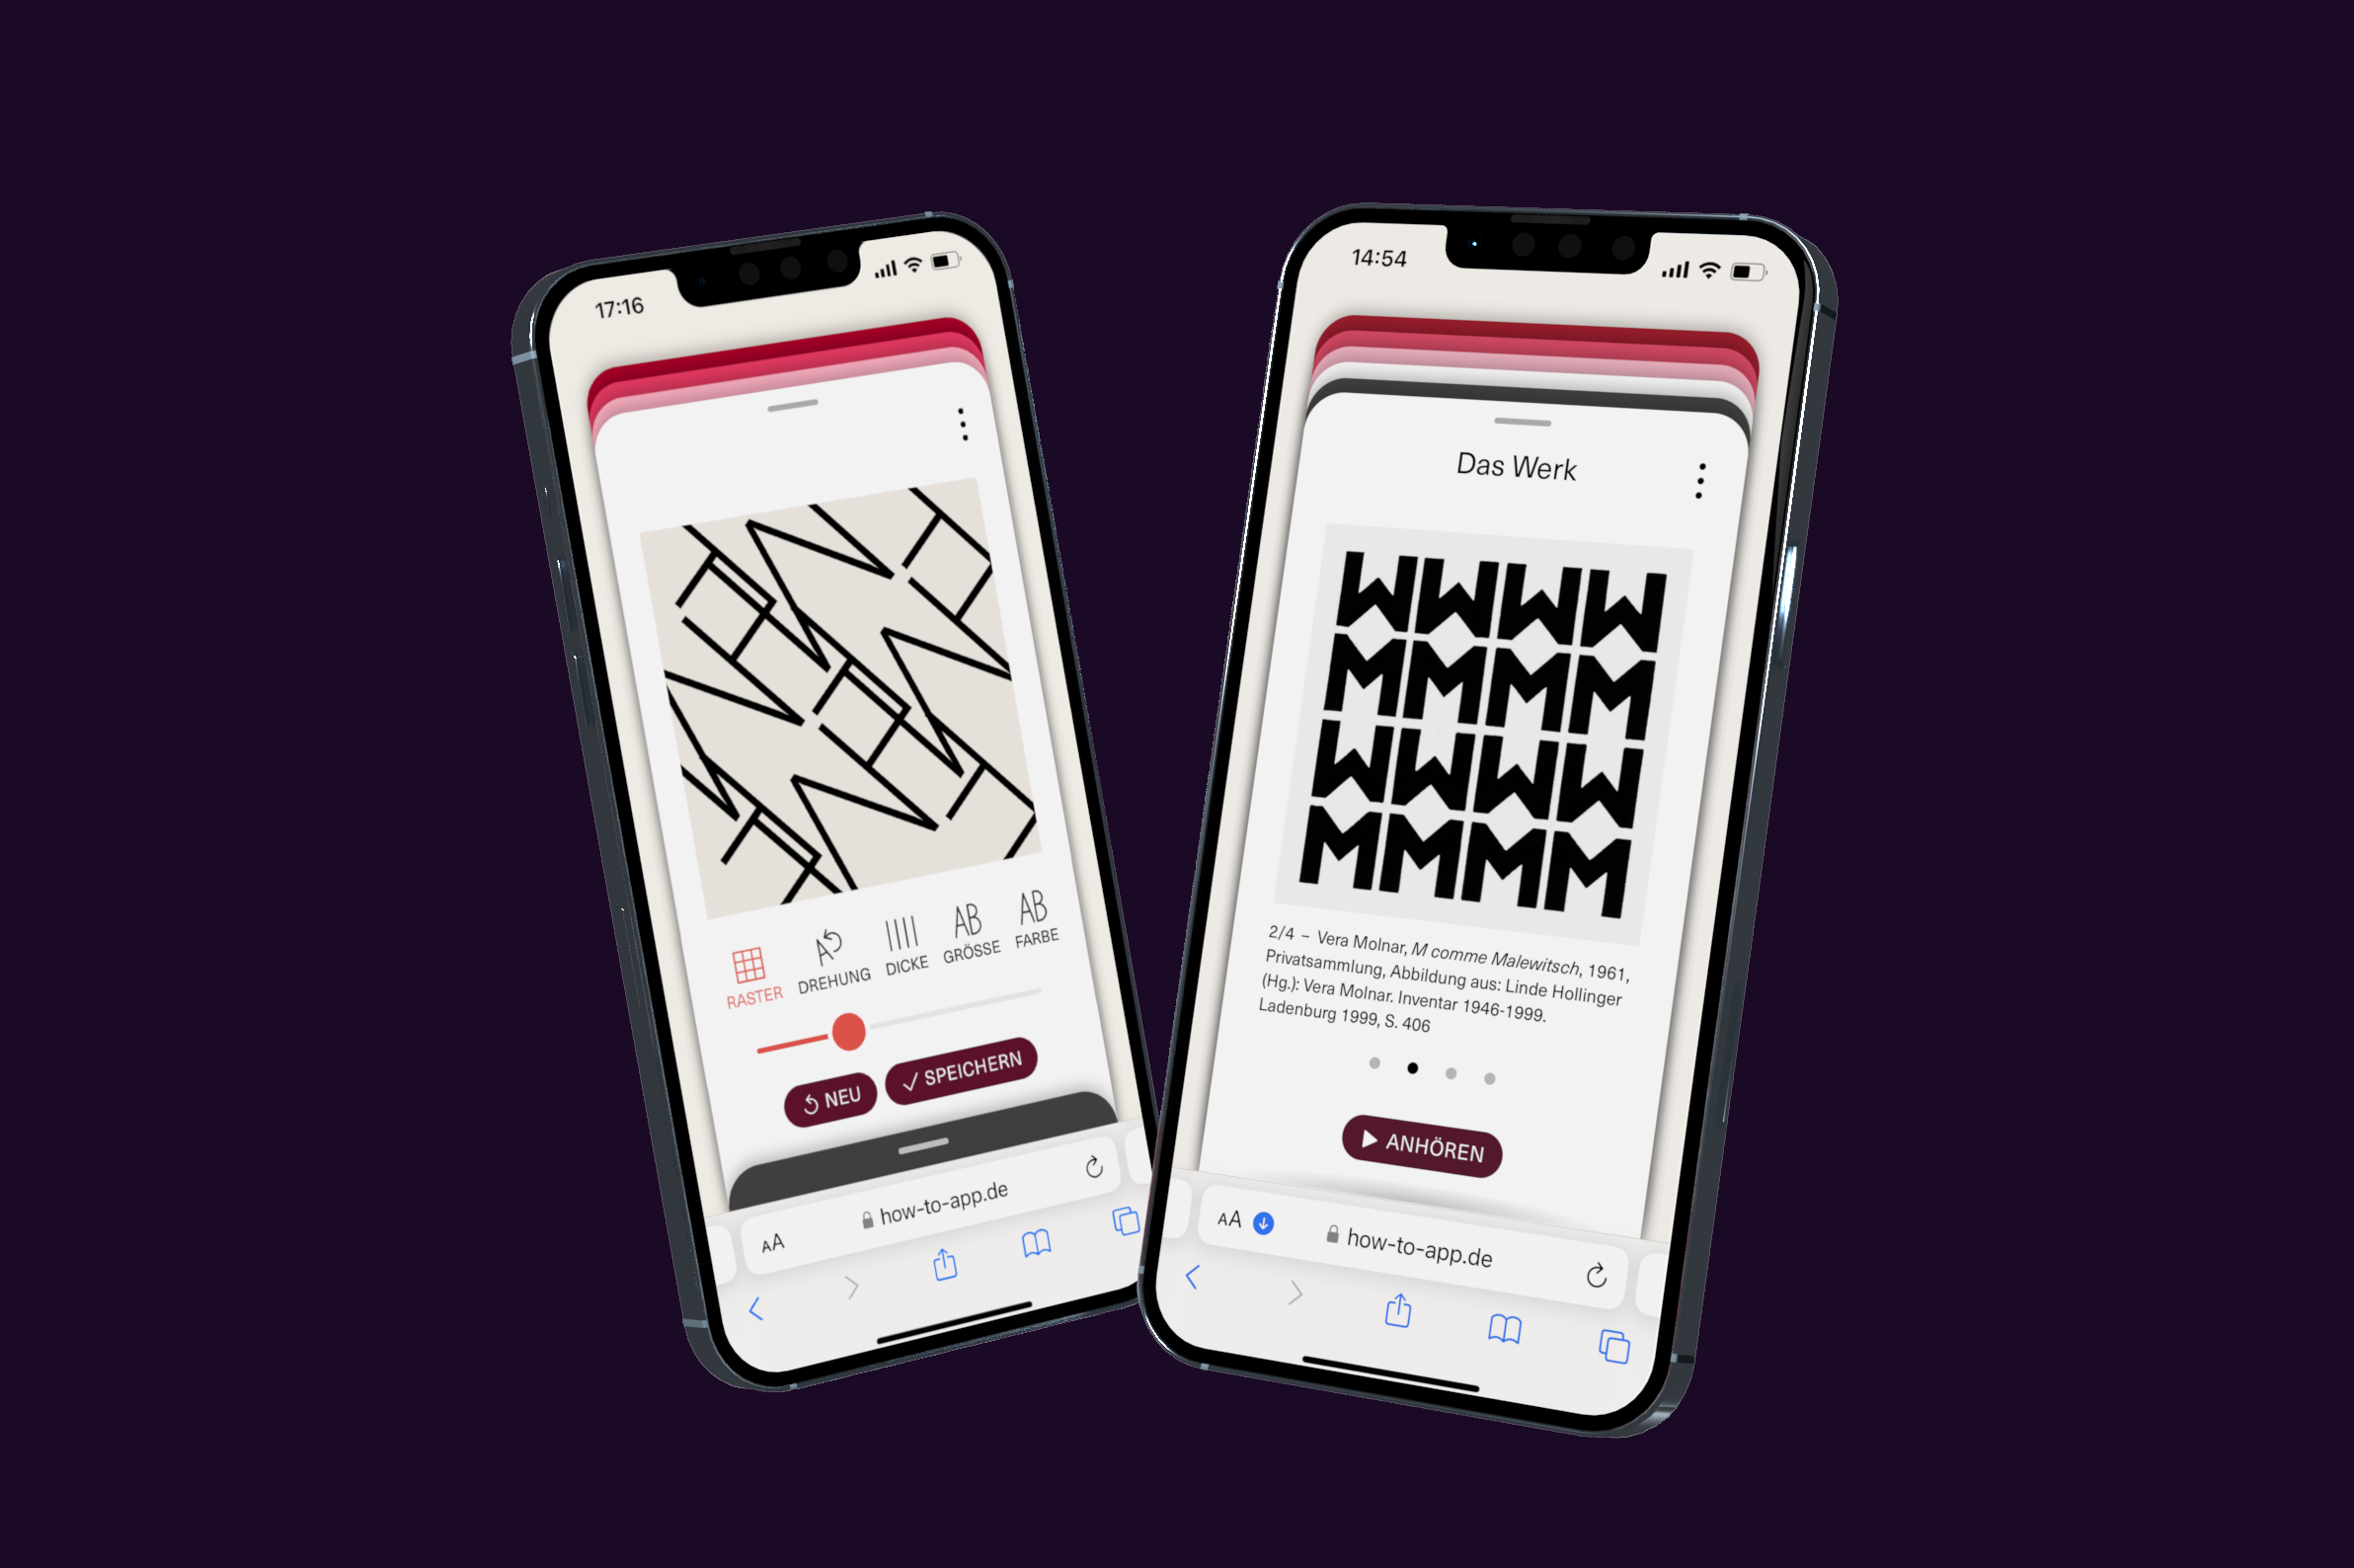 17:16
RASTER
DREHUNG
DICKE
AB
GRÖSSE
AB
FARBE
NEU
SPEICHERN
AA
how-to-app.de
14:54
Das Werk
WWWW
MMMM
WWWW
MMMM
2/4 – Vera Molnar, M comme Malewitsch, 1961,
Privatsammlung, Abbildung aus: Linde Hollinger
(Hg.): Vera Molnar. Inventar 1946-1999.
Ladenburg 1999, S. 406
ANHÖREN
AA
how-to-app.de